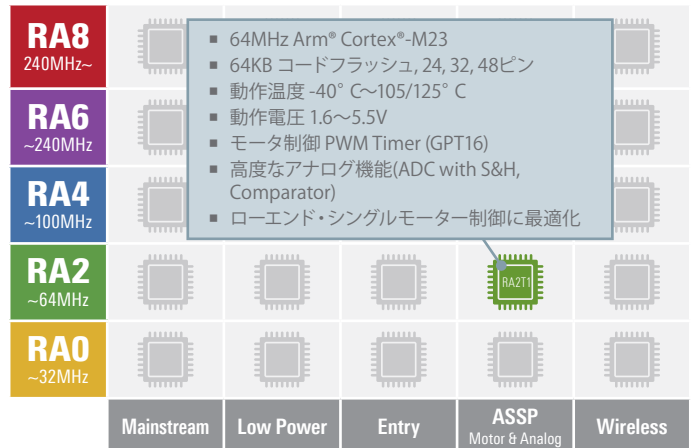 RA8
240MHz~
■ 64MHz Arm® Cortex®-M23
■ 64KB コードフラッシュ, 24, 32, 48ピン
■ 動作温度 -40° C～105/125° C
■ 動作電圧 1.6～5.5V
■ モータ制御 PWM Timer (GPT16)
■ 高度なアナログ機能(ADC with S&H,
Comparator)
■ ローエンド・シングルモーター制御に最適化
RA6
~240MHz
RA4
~100MHz
RA2
~64MHz
RA2T1
RA0
~32MHz
Mainstream
Low Power
Entry
ASSP
Motor & Analog
Wireless